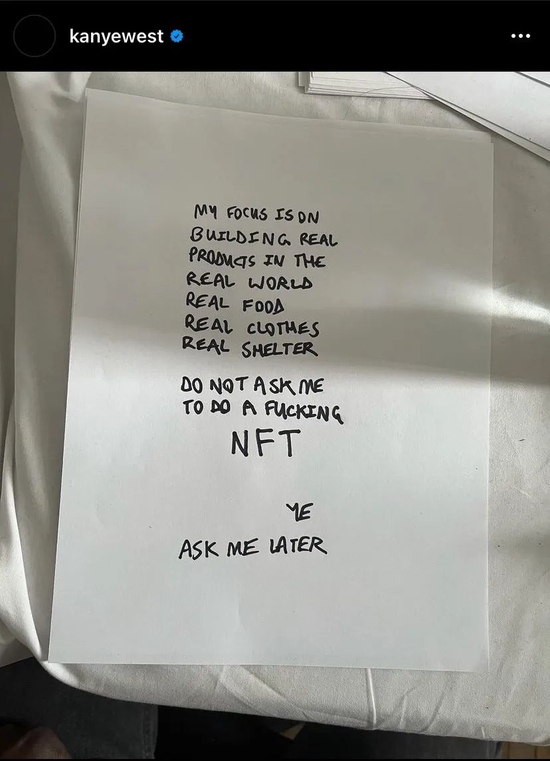 kanyewest
MY FOCUS IS ON
BUILDING REAL
PRODUCTS IN THE
REAL WORLD
REAL FOOD
REAL CLOTHES
REAL SHELTER
DO NOT ASK ME
TO DO A FUCKING
NFT
YE
ASK ME LATER